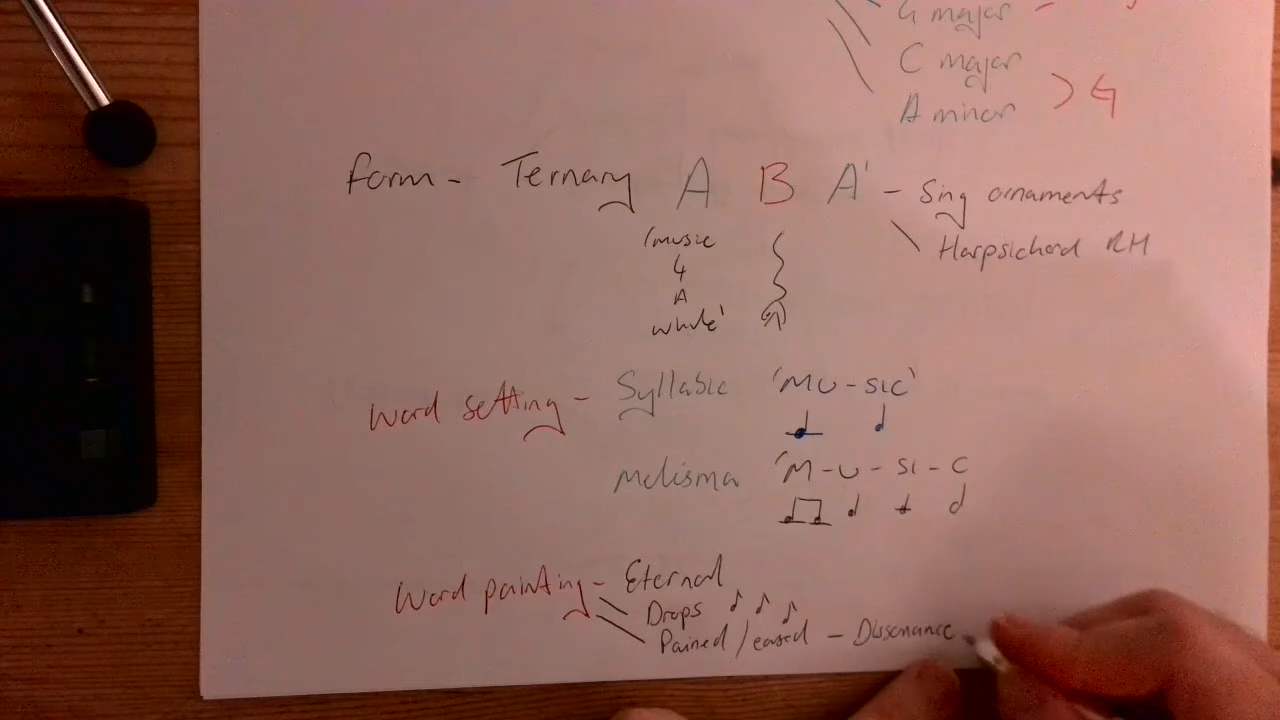 G major -
C major
A minor > G
Form - Ternary A B A' - Sing ornaments
Harpsichord RH
'music
4
A
whole'
Word setting - Syllabic 'MU - SIC'
Melisma 'M - U - SI - C
Word painting - Eternal
Drops ♪ ♪ ♪
Pained / eased - Dissonance -